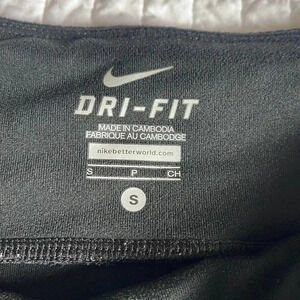 DRI-FIT
MADE IN CAMBODIA
FABRIQUE AU CAMBODGE
nikebetterworld.com
S P CH
S